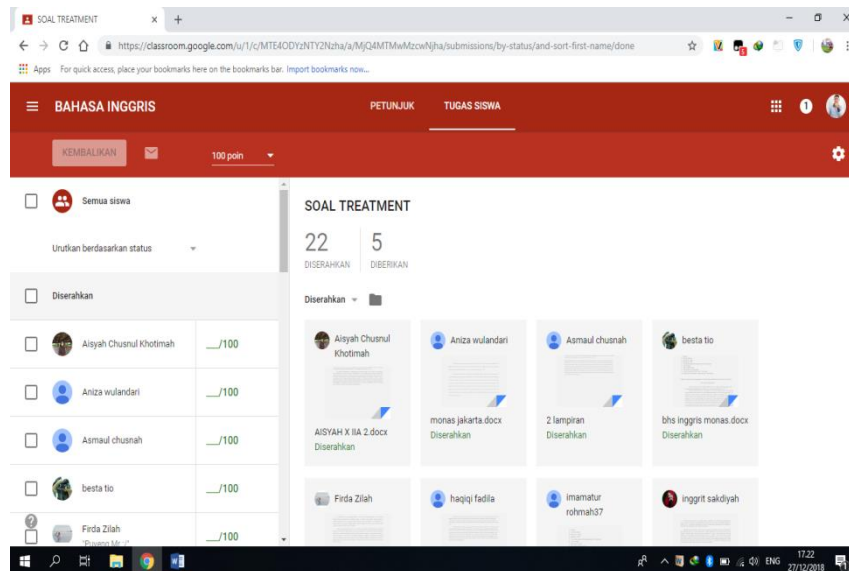 SOAL TREATMENT
https://classroom.google.com/u/1/c/MTE4ODYzNTY2Nzha/a/MjQ4MTMwMzcwNjha/submissions/by-status/and-sort-first-name/done
Apps For quick access, place your bookmarks here on the bookmarks bar. Import bookmarks now...
BAHASA INGGRIS PETUNJUK TUGAS SISWA 1
KEMBALIKAN 100 poin
Semua siswa
Urutkan berdasarkan status
Diserahkan
Aisyah Chusnul Khotimah __/100
Aniza wulandari __/100
Asmaul chusnah __/100
besta tio __/100
Firda Zilah __/100
"Puyeng Mr :("
SOAL TREATMENT
22 5
DISERAHKAN DIBERIKAN
Diserahkan
Aisyah Chusnul Khotimah
AISYAH X IIA 2.docx
Diserahkan
Aniza wulandari
monas jakarta.docx
Diserahkan
Asmaul chusnah
2 lampiran
Diserahkan
besta tio
bhs inggris monas.docx
Diserahkan
Firda Zilah
haqiqi fadila
imamatur rohmah37
inggrit sakdiyah
ENG 17.22
27/12/2018